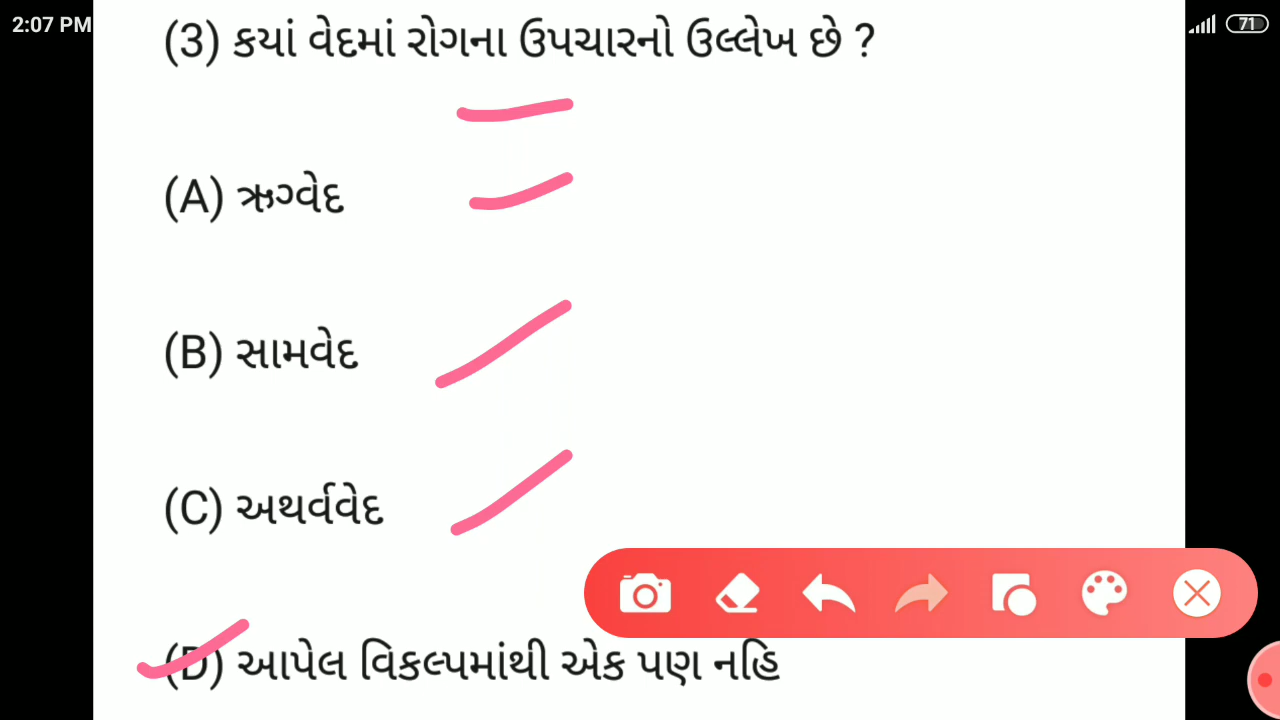 2:07 PM
71
(3) કયાં વેદમાં રોગના ઉપચારનો ઉલ્લેખ છે ?
(A) ઋગ્વેદ
(B) સામવેદ
(C) અથર્વવેદ
(D) આપેલ વિકલ્પમાંથી એક પણ નહિ